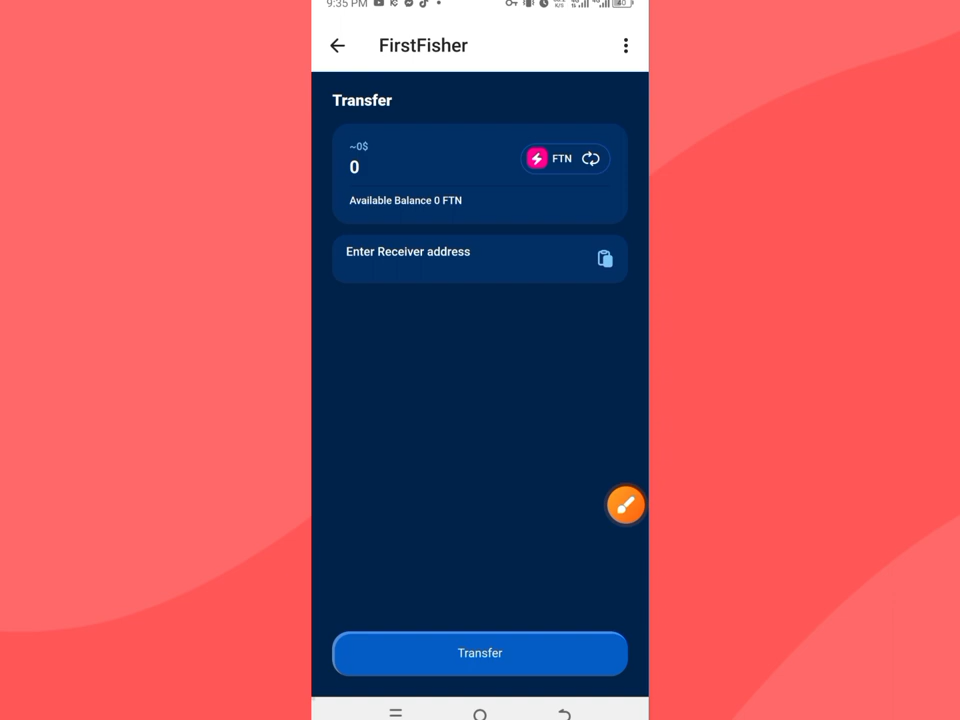 9:35 PM
FirstFisher
Transfer
~0$
0
FTN
Available Balance 0 FTN
Enter Receiver address
Transfer